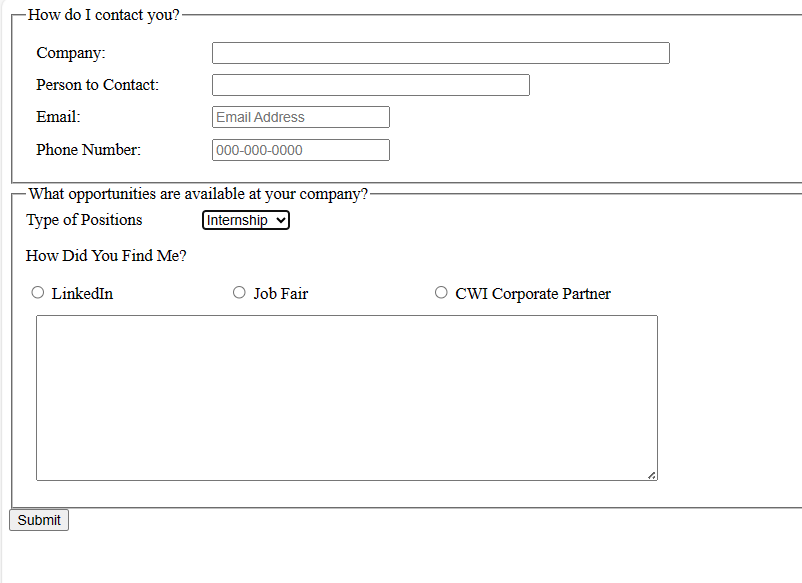 How do I contact you?
Company:
Person to Contact:
Email: Email Address
Phone Number: 000-000-0000
What opportunities are available at your company?
Type of Positions Internship
How Did You Find Me?
LinkedIn Job Fair CWI Corporate Partner
Submit